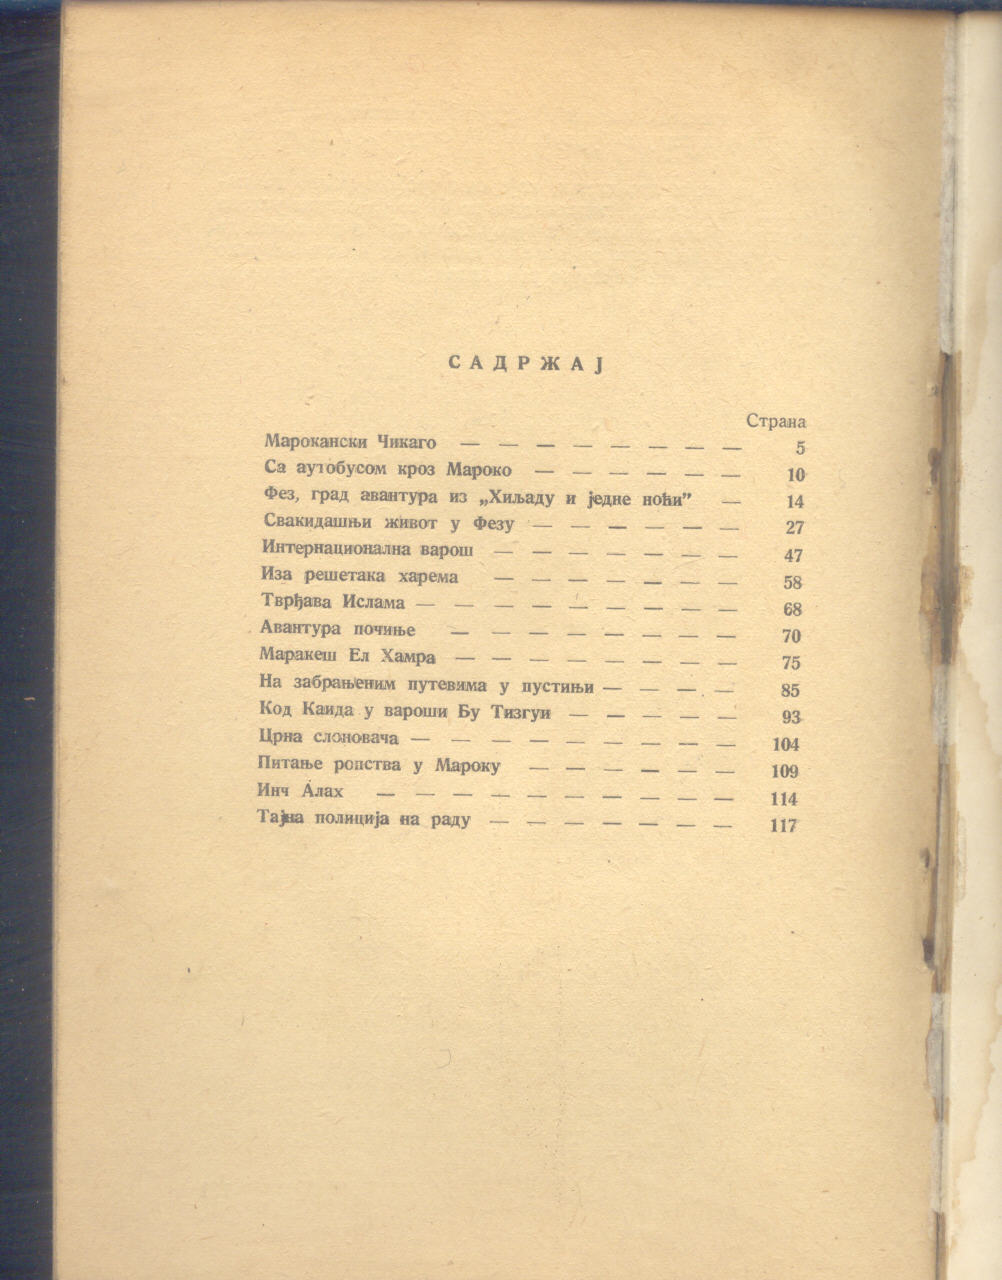 САДРЖАЈ
Страна
Марокански Чикаго — — — — — — — — 5
Са аутобусом кроз Мароко — — — — — — 10
Фез, град авантура из „Хиљаду и једне ноћи” — 14
Свакидашњи живот у Фезу — — — — — — 27
Интернационална варош — — — — — — — 47
Иза решетака харема — — — — — — — 58
Тврђава Ислама — — — — — — — — — 68
Авантура почиње — — — — — — — — 70
Маракеш Ел Хамра — — — — — — — — 75
На забрањеним путевима у пустињи — — — — 85
Код Каида у вароши Бу Тизгуи — — — — — 93
Црна слоновача — — — — — — — — — 104
Питање ропства у Мароку — — — — — — 109
Инч Алах — — — — — — — — — — 114
Тајна полиција на раду — — — — — — — 117